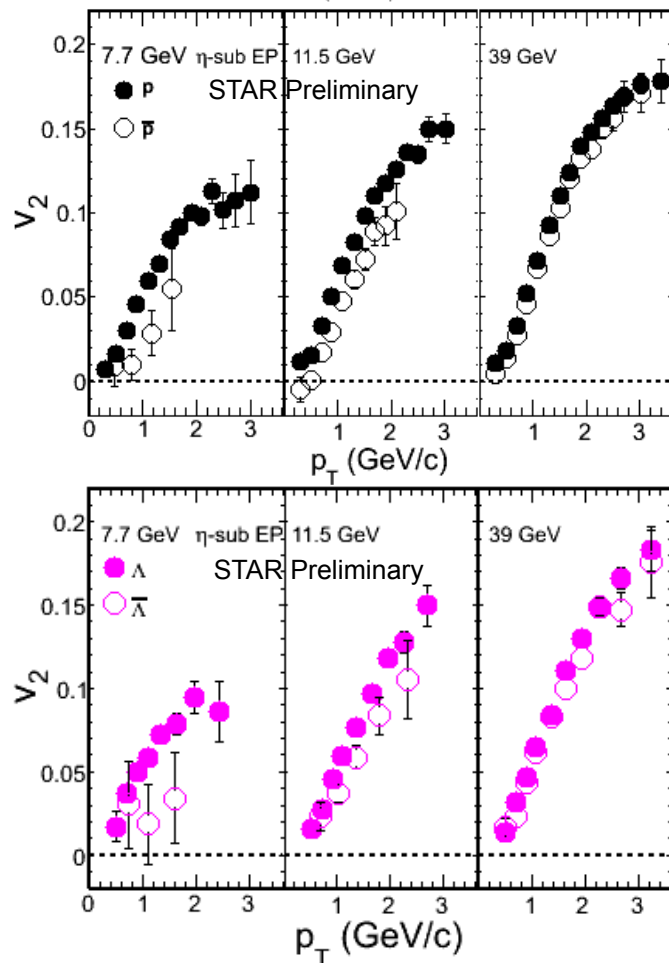 0.2
7.7 GeV η-sub EP
11.5 GeV
39 GeV
p
STAR Preliminary
p̅
0.15
v2
0.1
0.05
0
0 1 2 3
1 2 3
1 2 3
pT (GeV/c)
pT (GeV/c)
0.2
7.7 GeV η-sub EP
11.5 GeV
39 GeV
Λ
STAR Preliminary
Λ̅
0.15
v2
0.1
0.05
0
0 1 2 3
1 2 3
1 2 3
pT (GeV/c)